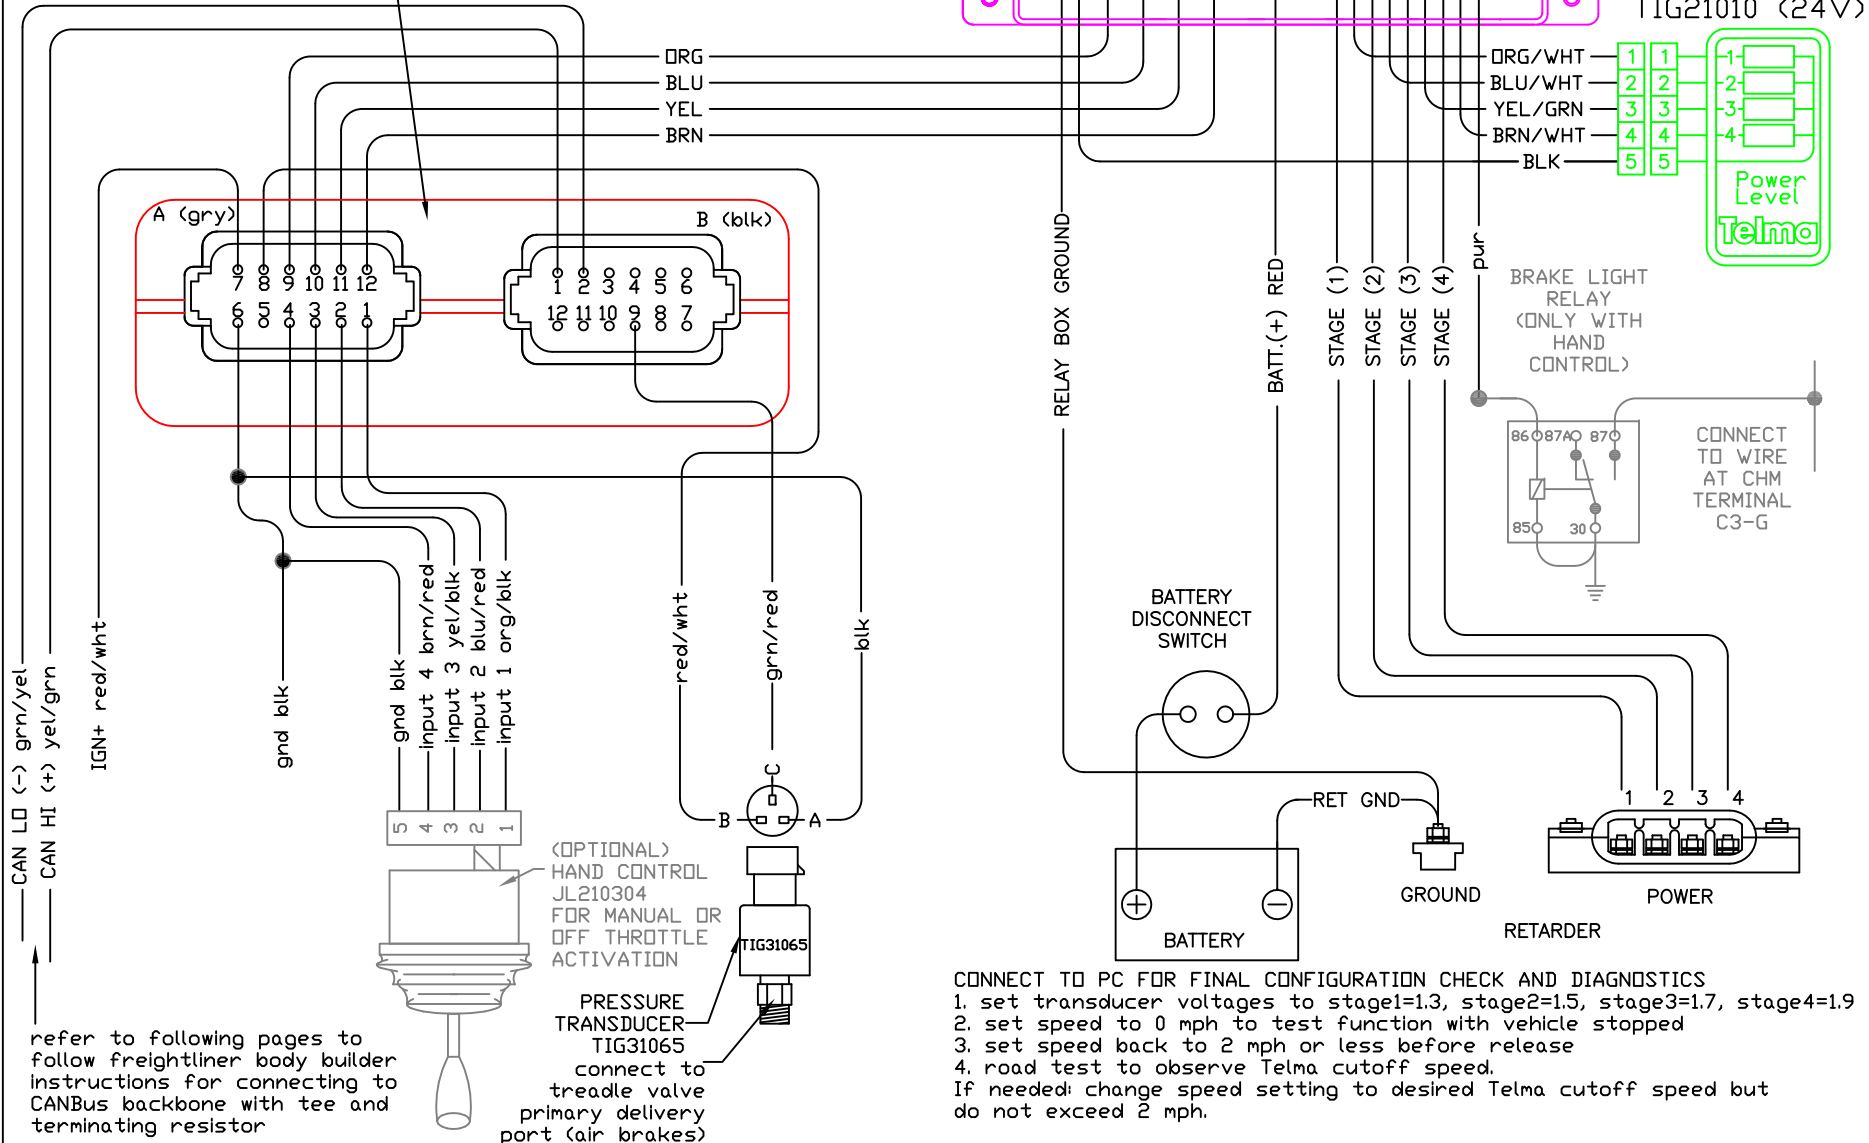 TIG21010 (24V)
ORG
BLU
YEL
BRN
ORG/WHT
BLU/WHT
YEL/GRN
BRN/WHT
BLK
1 1
2 2
3 3
4 4
5 5
1
2
3
4
Power
Level
Telma
A (gry)
B (blk)
7 8 9 10 11 12
6 5 4 3 2 1
1 2 3 4 5 6
12 11 10 9 8 7
RELAY BOX GROUND
BATT.(+) RED
STAGE (1)
STAGE (2)
STAGE (3)
STAGE (4)
pur
BRAKE LIGHT
RELAY
(ONLY WITH
HAND
CONTROL)
86 87A 87
85 30
CONNECT
TO WIRE
AT CHM
TERMINAL
C3-G
CAN LO (-) grn/yel
CAN HI (+) yel/grn
IGN+ red/wht
gnd blk
gnd blk
input 4 brn/red
input 3 yel/blk
input 2 blu/red
input 1 org/blk
red/wht
grn/red
blk
5 4 3 2 1
C
B
A
(OPTIONAL)
HAND CONTROL
JL210304
FOR MANUAL OR
OFF THROTTLE
ACTIVATION
TIG31065
PRESSURE
TRANSDUCER
TIG31065
connect to
treadle valve
primary delivery
port (air brakes)
refer to following pages to
follow freightliner body builder
instructions for connecting to
CANBus backbone with tee and
terminating resistor
BATTERY
DISCONNECT
SWITCH
RET GND
BATTERY
GROUND
1 2 3 4
POWER
RETARDER
CONNECT TO PC FOR FINAL CONFIGURATION CHECK AND DIAGNOSTICS
1. set transducer voltages to stage1=1.3, stage2=1.5, stage3=1.7, stage4=1.9
2. set speed to 0 mph to test function with vehicle stopped
3. set speed back to 2 mph or less before release
4. road test to observe Telma cutoff speed.
If needed: change speed setting to desired Telma cutoff speed but
do not exceed 2 mph.